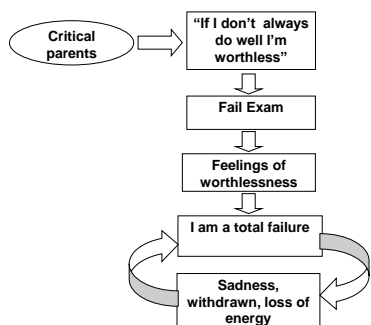 Critical
parents
“If I don’t always
do well I’m
worthless”
Fail Exam
Feelings of
worthlessness
I am a total failure
Sadness,
withdrawn, loss of
energy